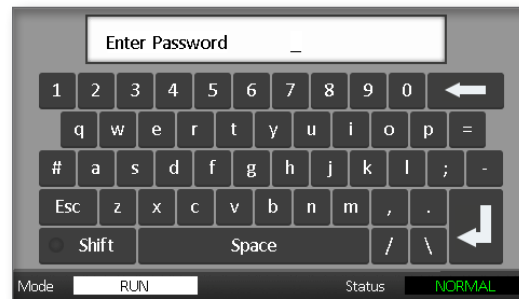 Enter Password _
1 2 3 4 5 6 7 8 9 0
q w e r t y u i o p =
# a s d f g h j k l ; -
Esc z x c v b n m , .
Shift Space / \
Mode RUN Status NORMAL